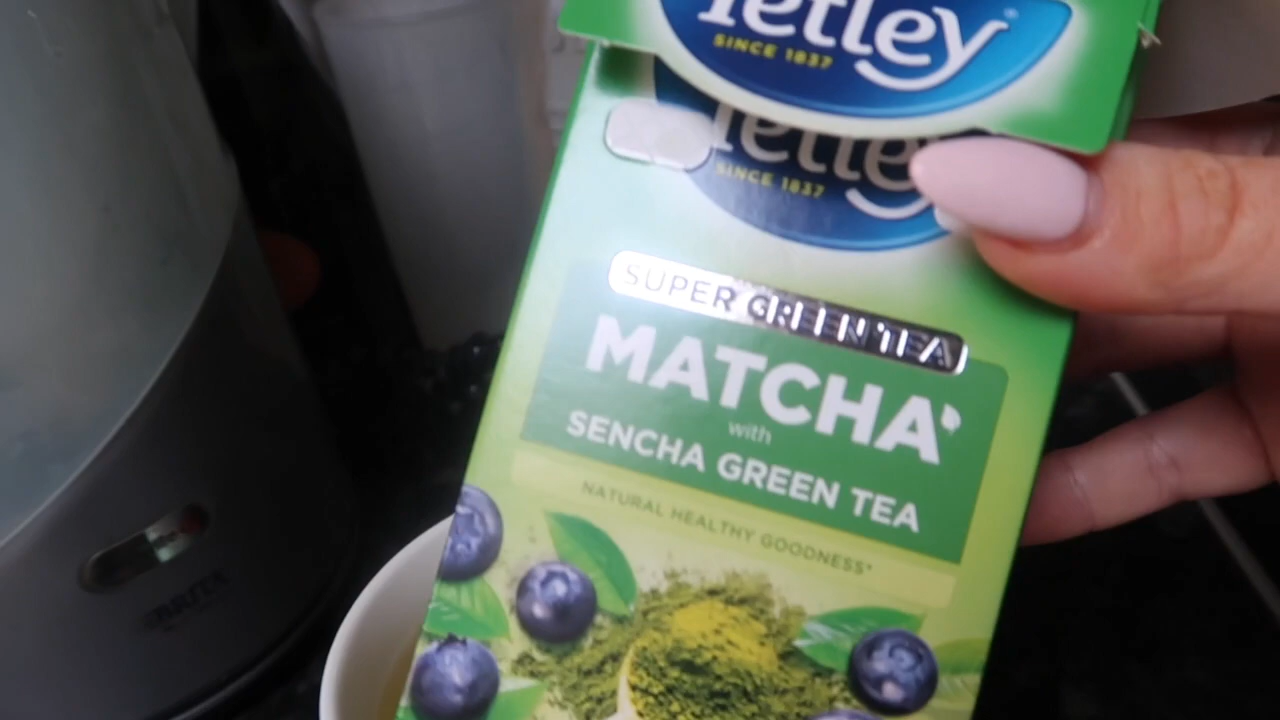 Tetley
SINCE 1837
Tetley
SINCE 1837
SUPER GREEN TEA
MATCHA
with
SENCHA GREEN TEA
NATURAL HEALTHY GOODNESS*